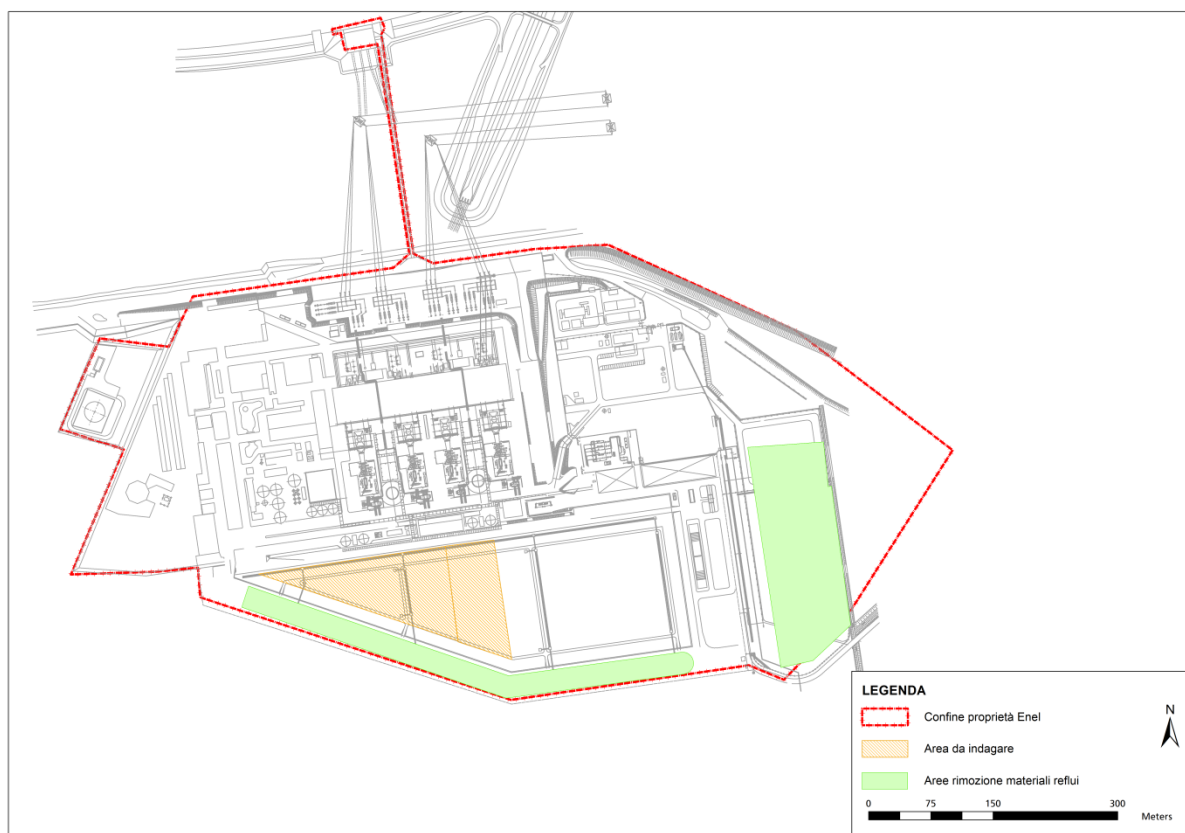 LEGENDA
Confine proprietà Enel
N
Area da indagare
Aree rimozione materiali reflui
0 75 150 300
Meters